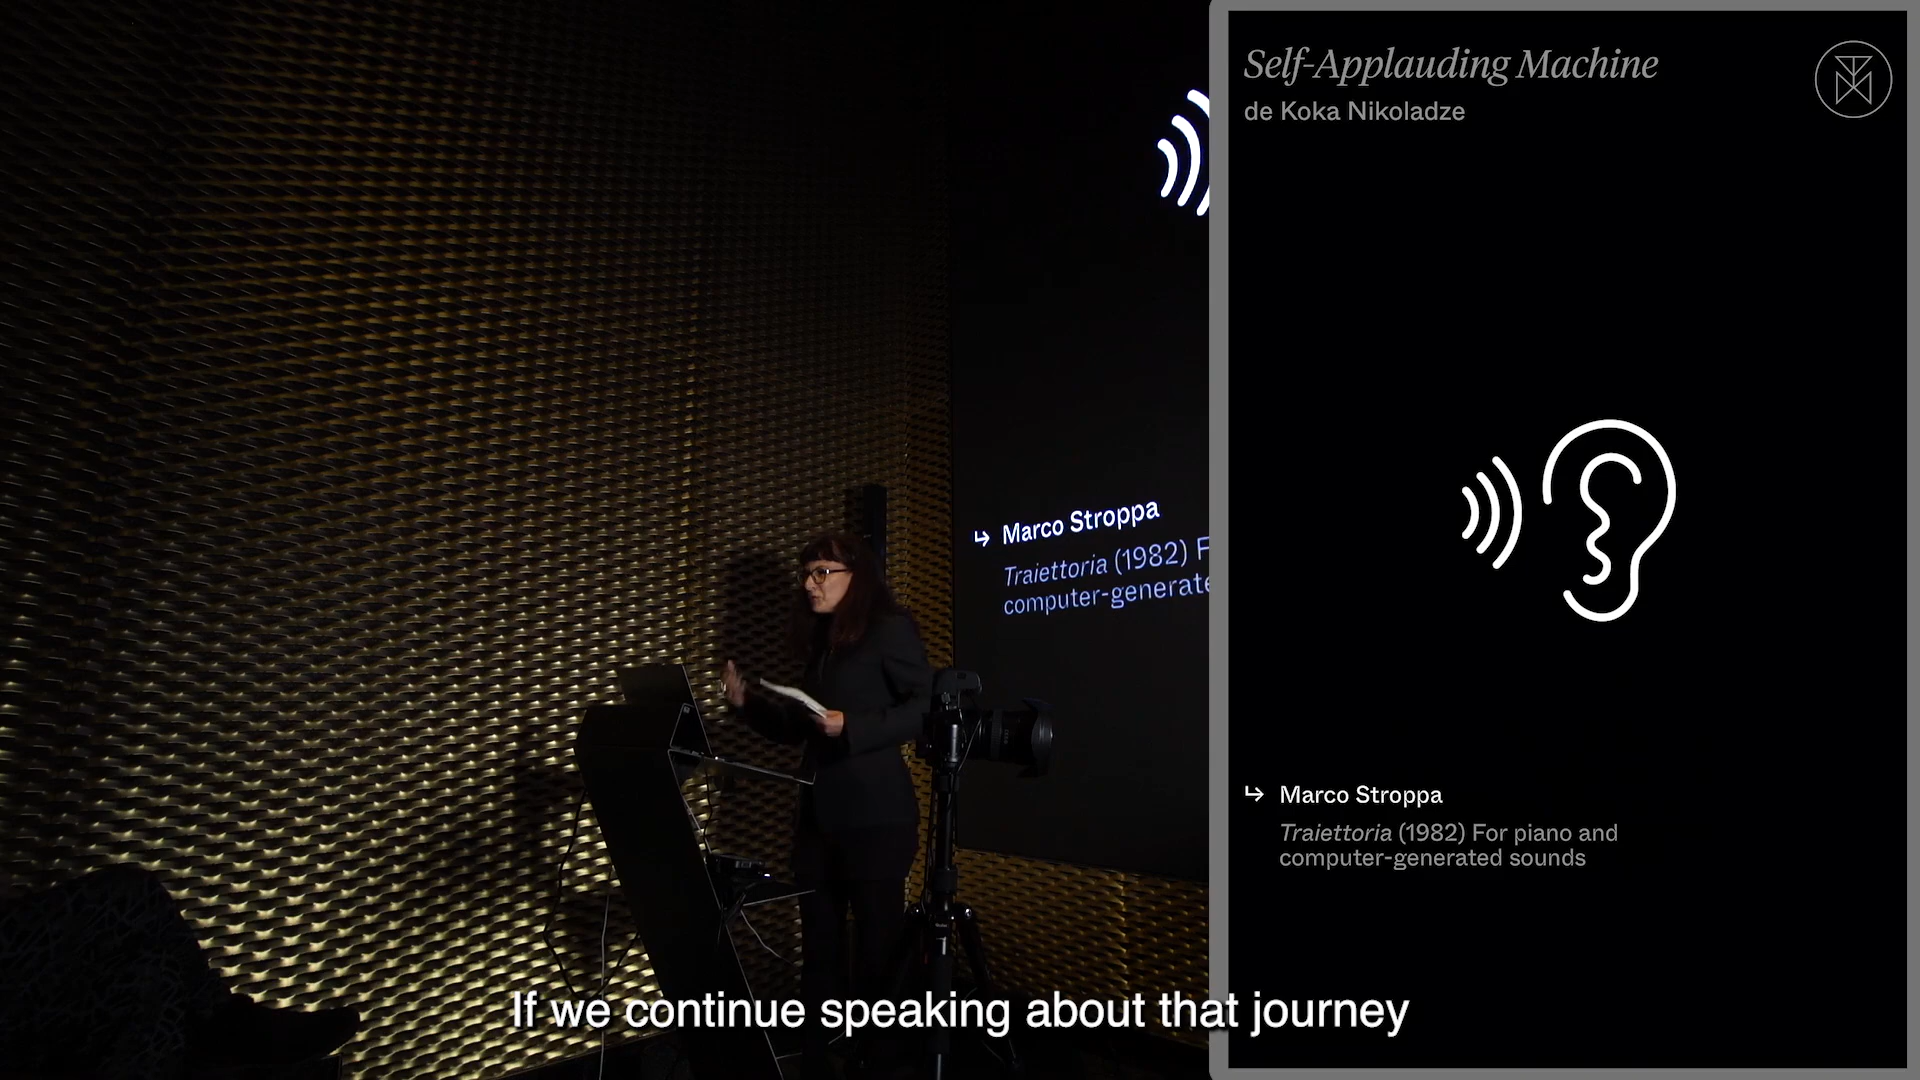 Self-Applauding Machine
de Koka Nikoladze
↳ Marco Stroppa
Traiettoria (1982) F
computer-generate
↳ Marco Stroppa
Traiettoria (1982) For piano and
computer-generated sounds
If we continue speaking about that journey